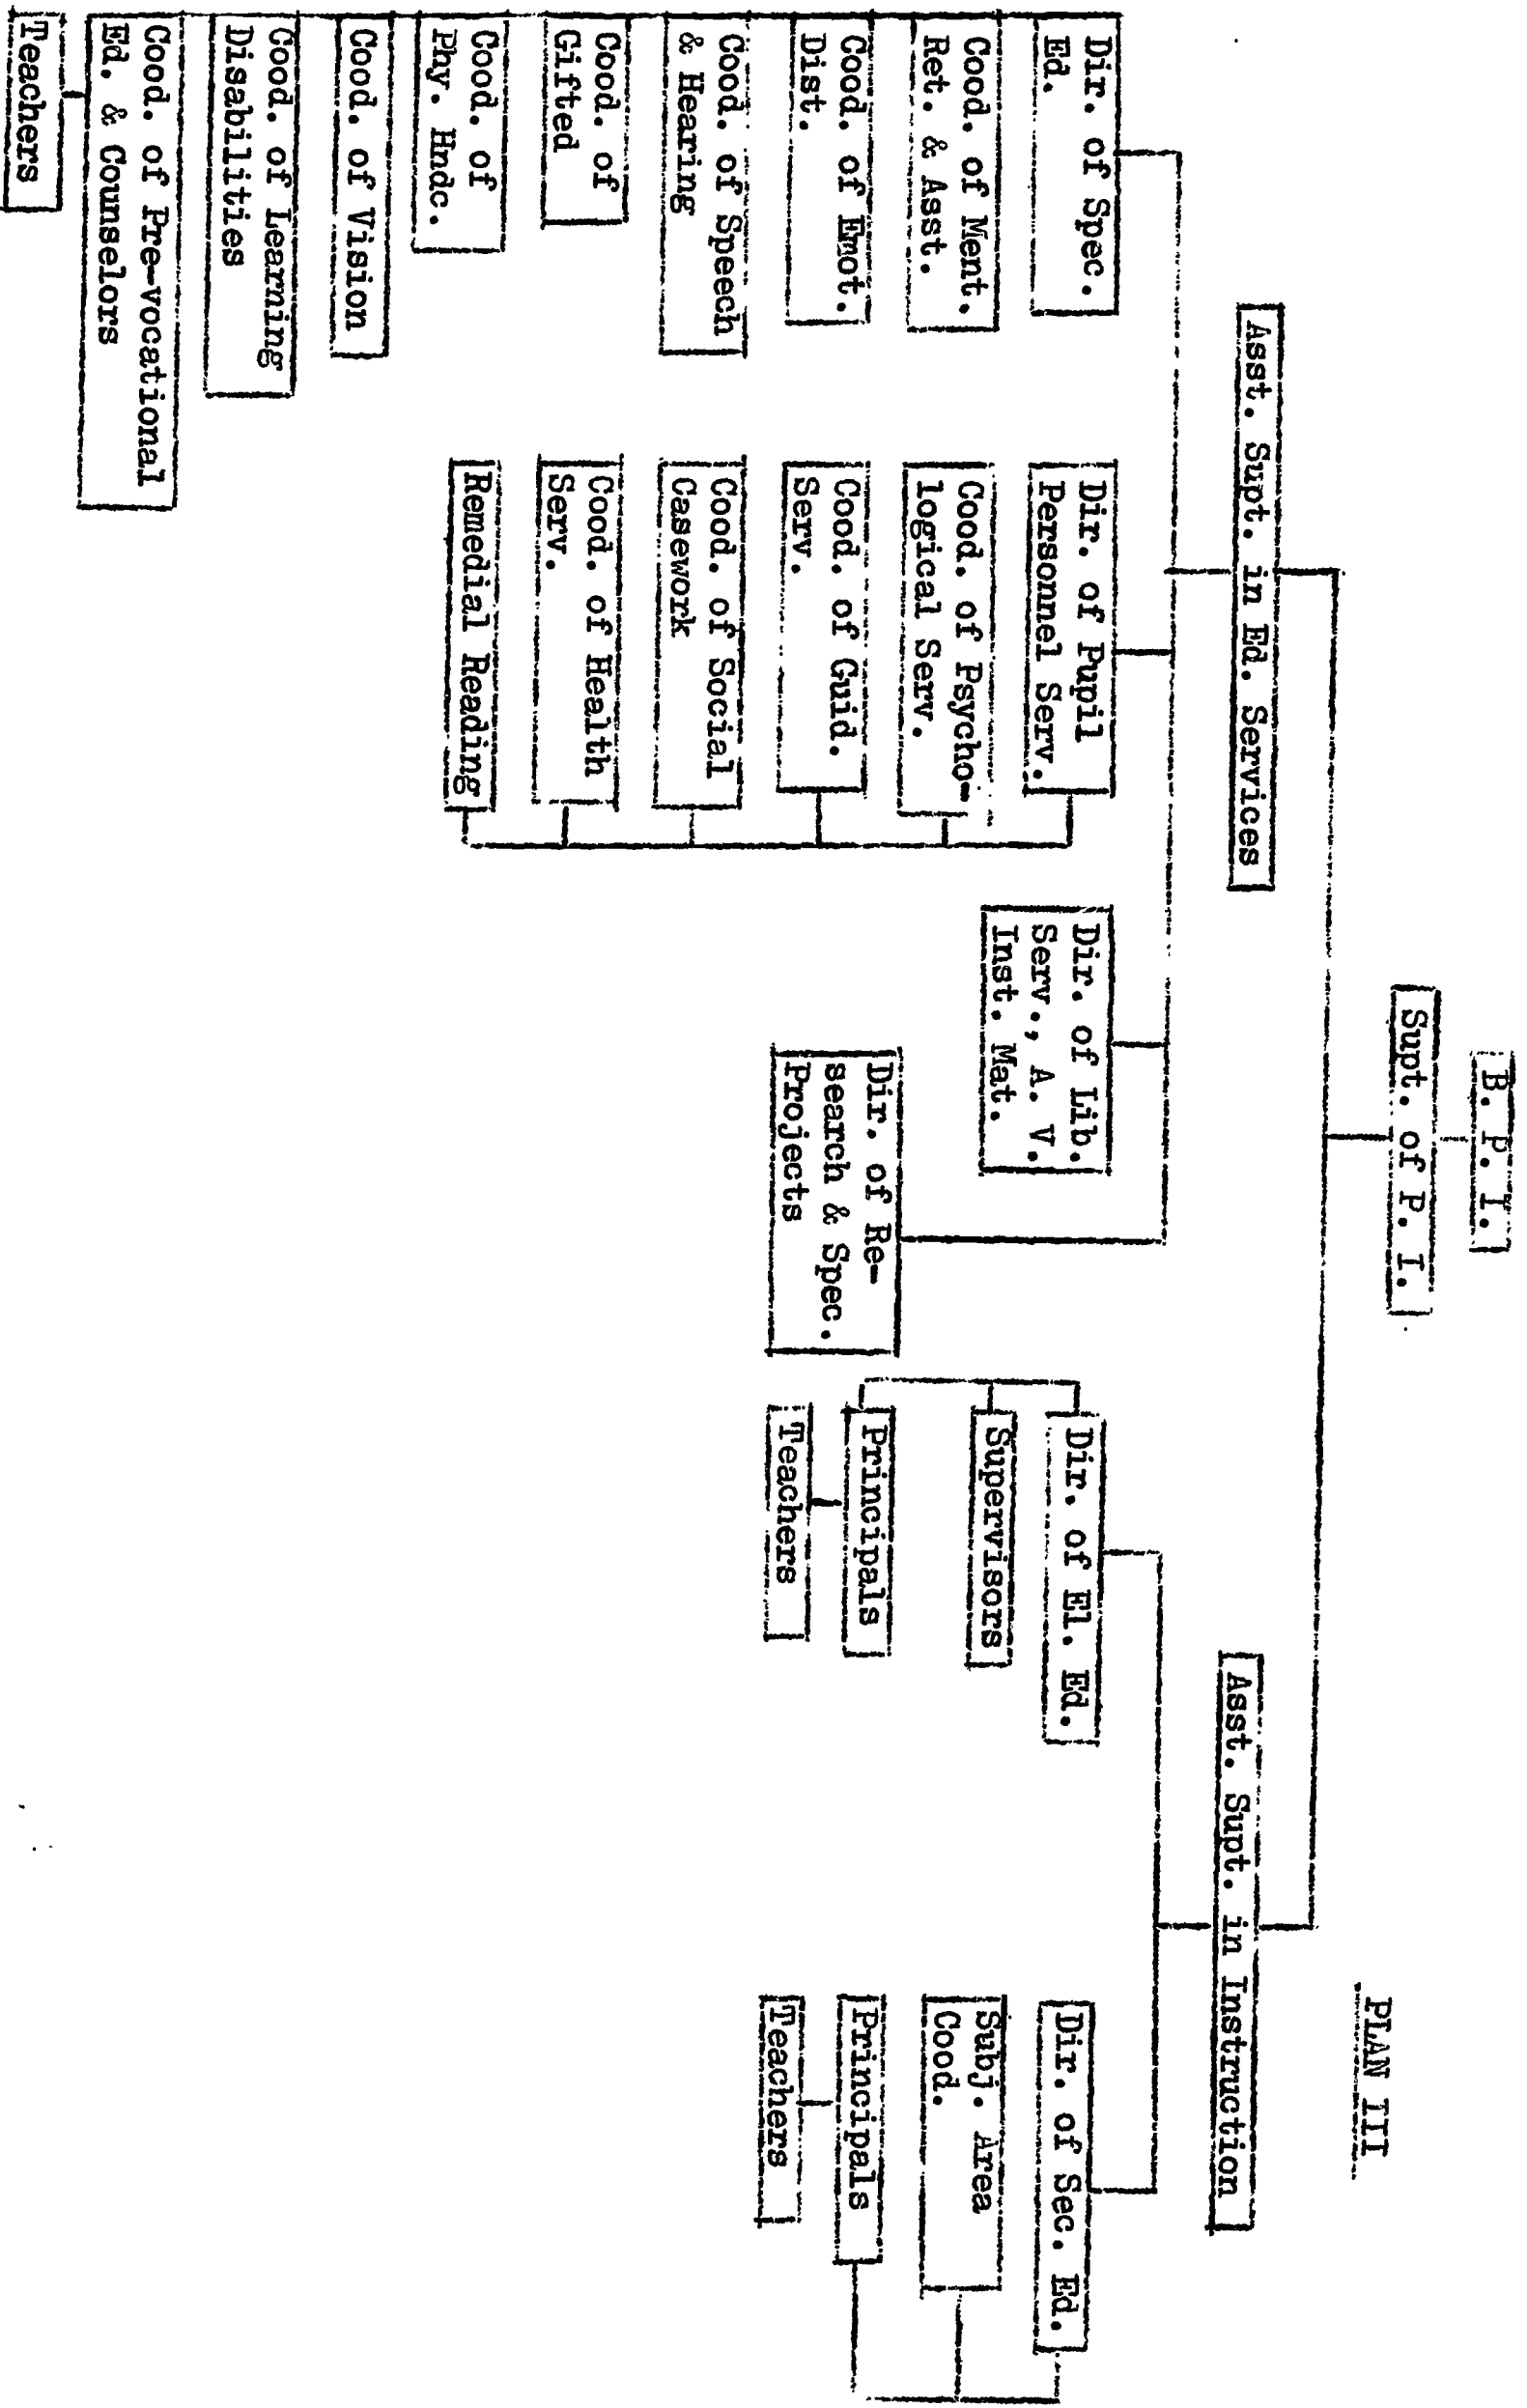 PLAN III
B. P. I.
Supt. of P. I.
Asst. Supt. in Ed. Services
Asst. Supt. in Instruction
Dir. of Spec.
Ed.
Cood. of Ment.
Ret. & Asst.
Cood. of Emot.
Dist.
Cood. of Speech
& Hearing
Cood. of
Gifted
Cood. of
Phy. Hndc.
Cood. of Vision
Cood. of Learning
Disabilities
Cood. of Pre-vocational
Ed. & Counselors
Teachers
Dir. of Pupil
Personnel Serv.
Cood. of Psycho-
logical Serv.
Cood. of Guid.
Serv.
Cood. of Social
Casework
Cood. of Health
Serv.
Remedial Reading
Dir. of Lib.
Serv., A. V.
Inst. Mat.
Dir. of Re-
search & Spec.
Projects
Dir. of El. Ed.
Supervisors
Principals
Teachers
Dir. of Sec. Ed.
Subj. Area
Cood.
Principals
Teachers